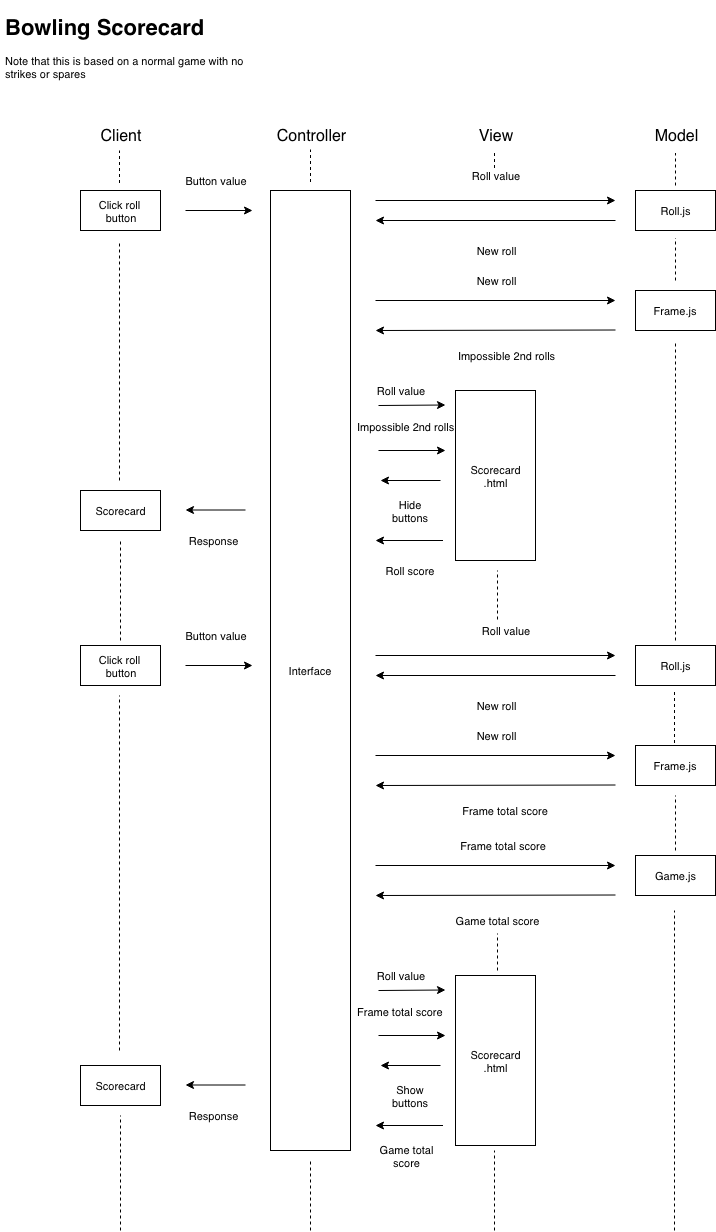 Bowling Scorecard
Note that this is based on a normal game with no
strikes or spares
Client
Controller
View
Model
Button value
Roll value
Click roll
button
Roll.js
New roll
New roll
Frame.js
Impossible 2nd rolls
Roll value
Impossible 2nd rolls
Scorecard
.html
Hide
buttons
Scorecard
Response
Roll score
Button value
Roll value
Click roll
button
Interface
Roll.js
New roll
New roll
Frame.js
Frame total score
Frame total score
Game.js
Game total score
Roll value
Frame total score
Scorecard
.html
Show
buttons
Scorecard
Response
Game total
score